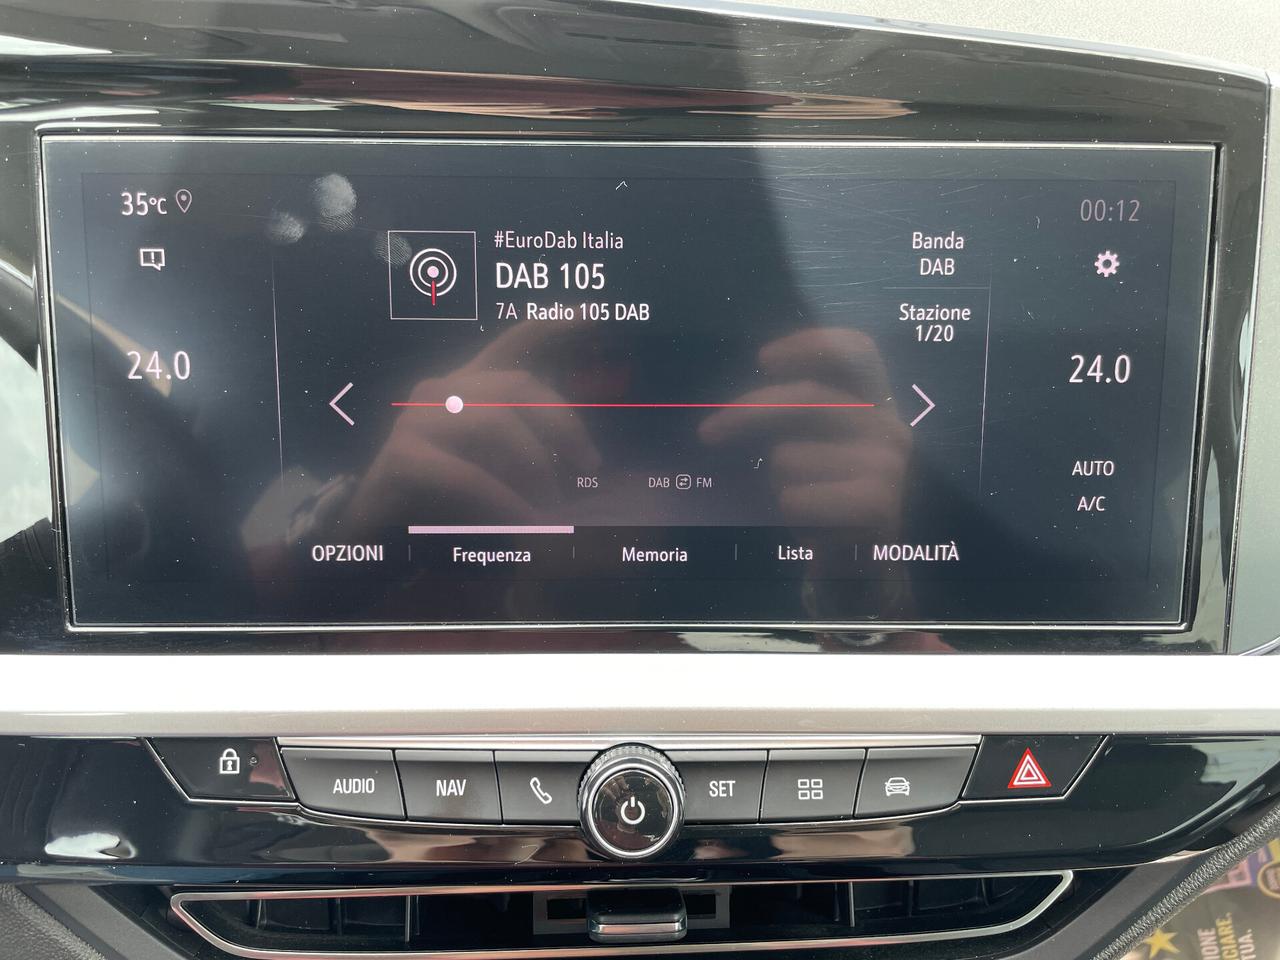 35°C
00:12
#EuroDab Italia
DAB 105
7A Radio 105 DAB
Banda
DAB
Stazione
1/20
24.0
24.0
RDS
DAB FM
AUTO
A/C
OPZIONI
Frequenza
Memoria
Lista
MODALITÀ
AUDIO
NAV
SET
TUA.